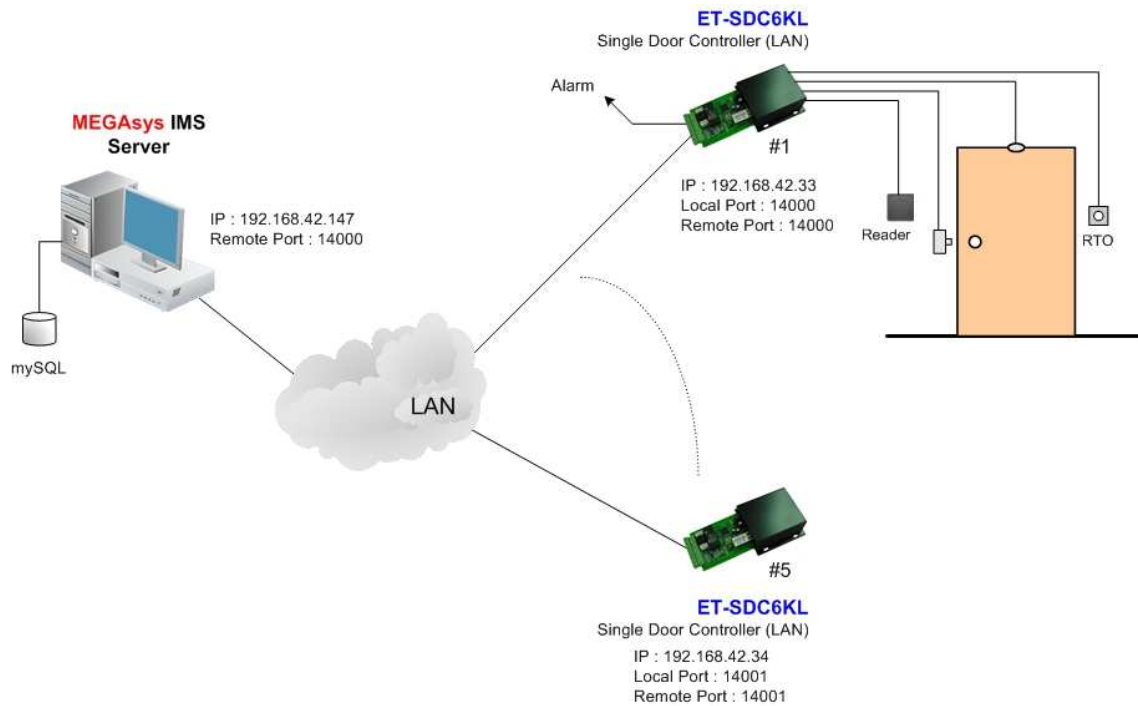 ET-SDC6KL
Single Door Controller (LAN)
Alarm
MEGAsys IMS
Server
#1
IP : 192.168.42.33
Local Port : 14000
Remote Port : 14000
IP : 192.168.42.147
Remote Port : 14000
Reader
RTO
mySQL
LAN
#5
ET-SDC6KL
Single Door Controller (LAN)
IP : 192.168.42.34
Local Port : 14001
Remote Port : 14001